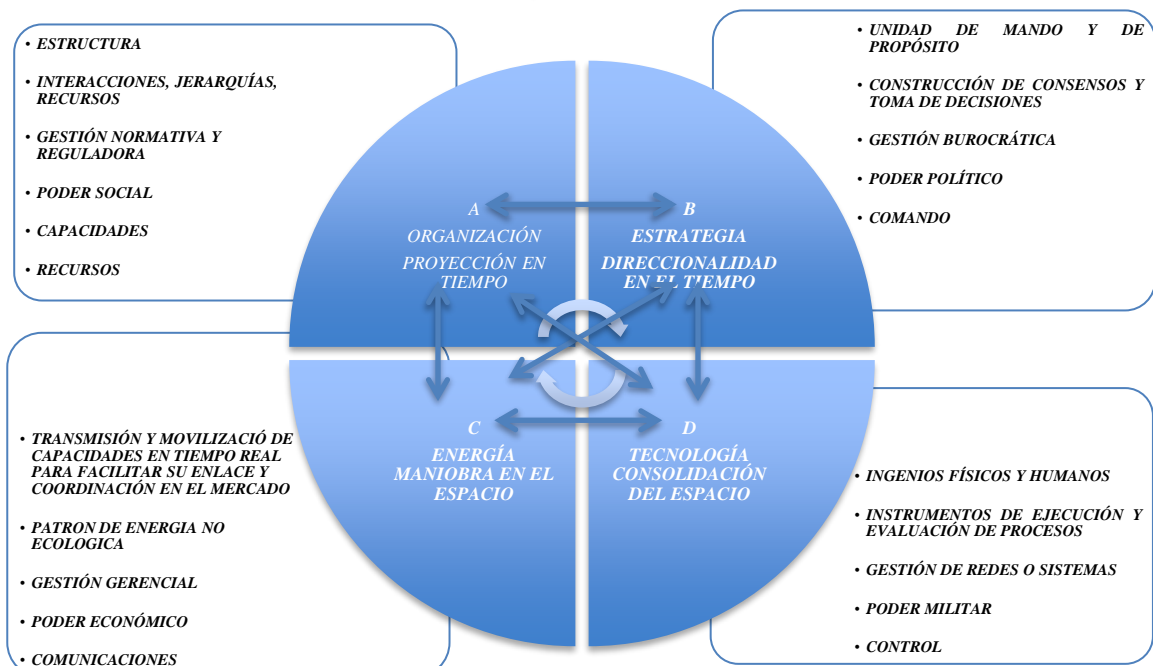 • ESTRUCTURA
• INTERACCIONES, JERARQUÍAS,
RECURSOS
• GESTIÓN NORMATIVA Y
REGULADORA
• PODER SOCIAL
• CAPACIDADES
• RECURSOS
• UNIDAD DE MANDO Y DE
PROPÓSITO
• CONSTRUCCIÓN DE CONSENSOS Y
TOMA DE DECISIONES
• GESTIÓN BUROCRÁTICA
• PODER POLÍTICO
• COMANDO
A
ORGANIZACIÓN
PROYECCIÓN EN
TIEMPO
B
ESTRATEGIA
DIRECCIONALIDAD
EN EL TIEMPO
C
ENERGÍA
MANIOBRA EN EL
ESPACIO
D
TECNOLOGÍA
CONSOLIDACIÓN
DEL ESPACIO
• TRANSMISIÓN Y MOVILIZACIÓ DE
CAPACIDADES EN TIEMPO REAL
PARA FACILITAR SU ENLACE Y
COORDINACIÓN EN EL MERCADO
• PATRON DE ENERGIA NO
ECOLOGICA
• GESTIÓN GERENCIAL
• PODER ECONÓMICO
• COMUNICACIONES
• INGENIOS FÍSICOS Y HUMANOS
• INSTRUMENTOS DE EJECUCIÓN Y
EVALUACIÓN DE PROCESOS
• GESTIÓN DE REDES O SISTEMAS
• PODER MILITAR
• CONTROL